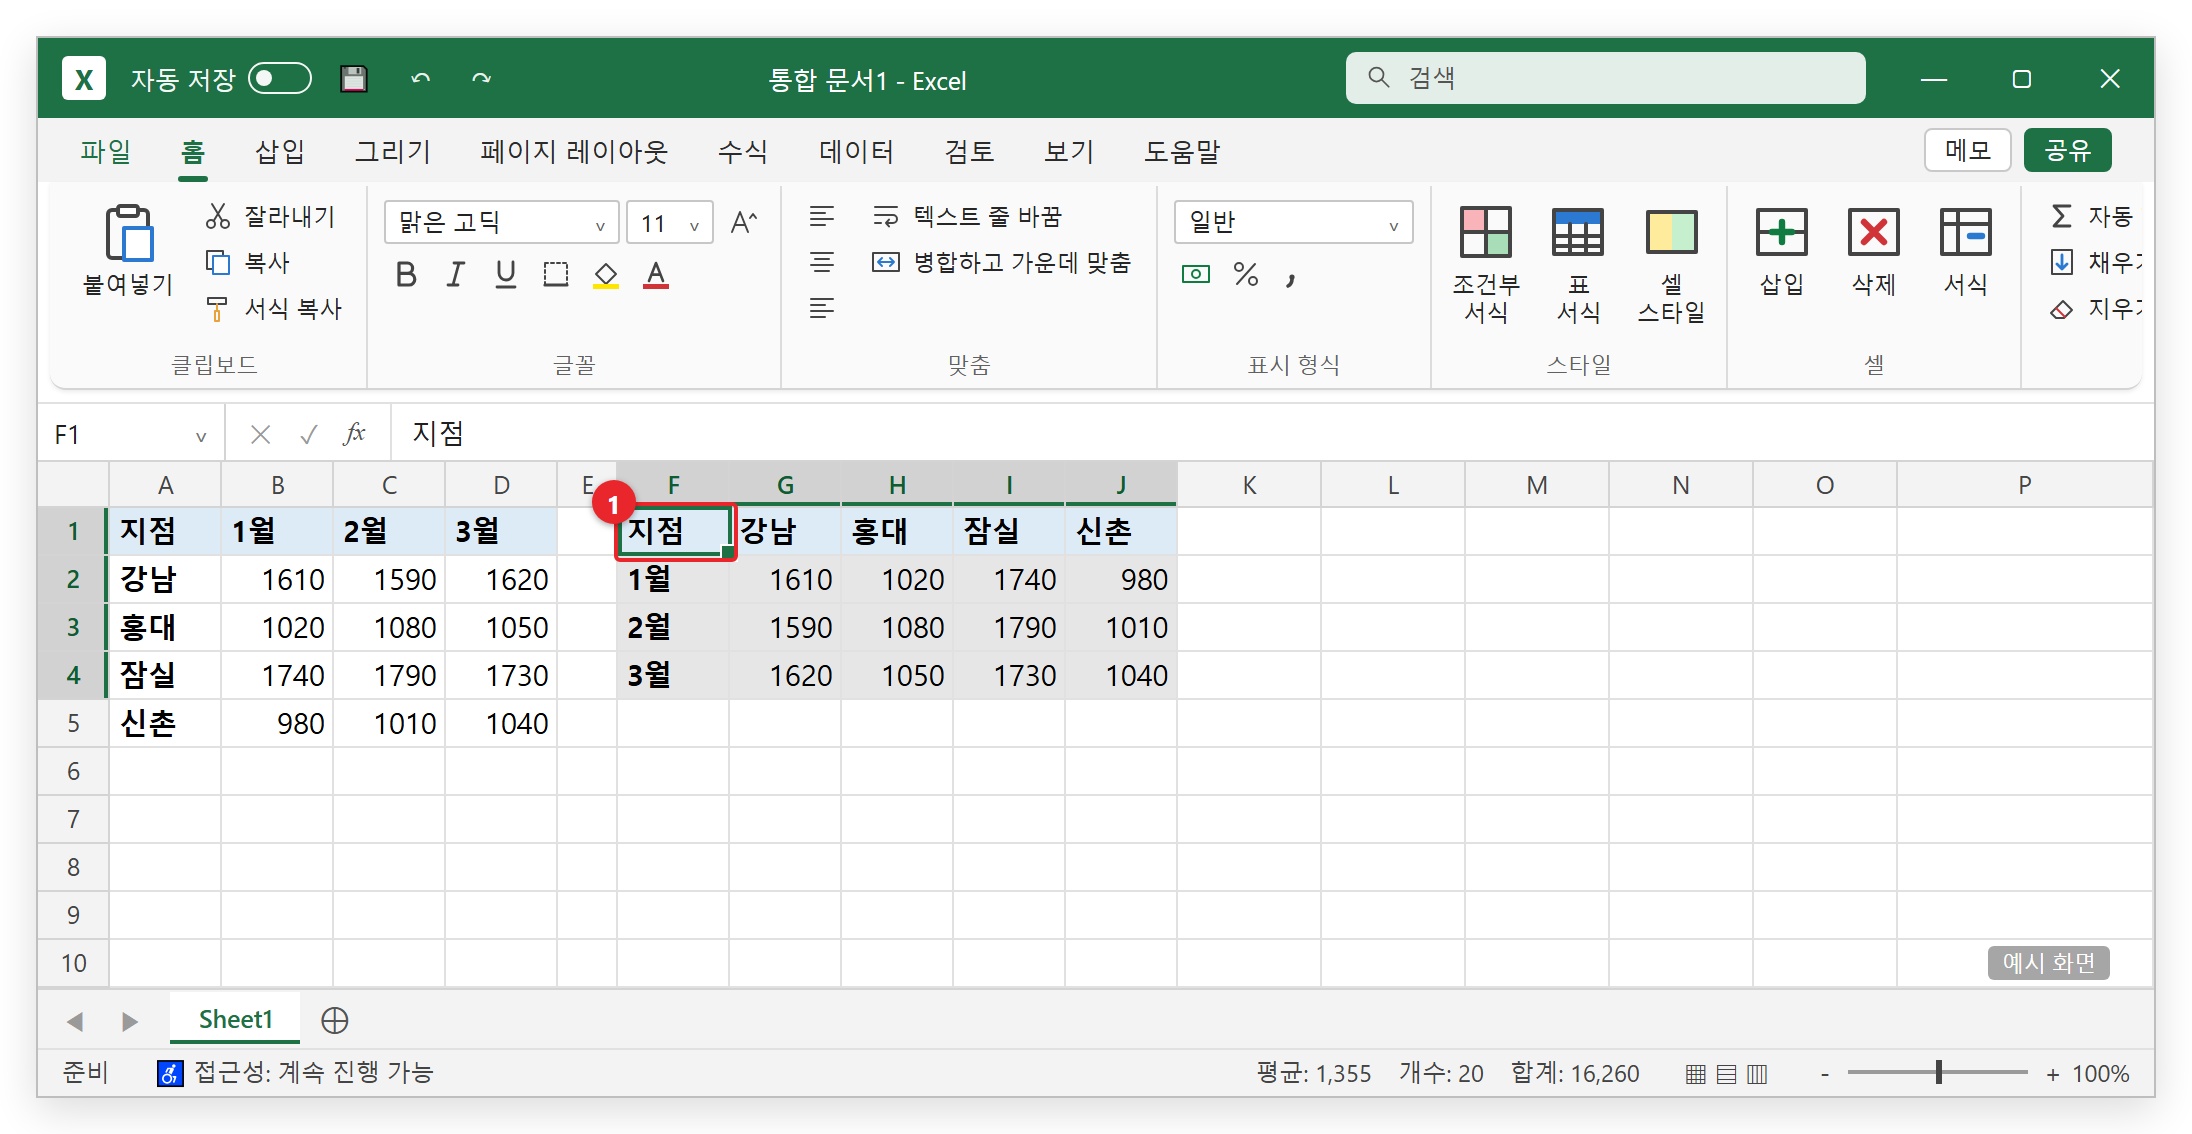 X 자동 저장 통합 문서1 - Excel 검색
파일 홈 삽입 그리기 페이지 레이아웃 수식 데이터 검토 보기 도움말 메모 공유
붙여넣기 잘라내기 복사 서식 복사
클립보드
맑은 고딕 11 A^
B I U A
글꼴
텍스트 줄 바꿈
병합하고 가운데 맞춤
맞춤
일반
% ,
표시 형식
조건부 서식 표 서식 셀 스타일
스타일
삽입 삭제 서식
셀
Σ 자동
채우기
지우기
F1 fx 지점
A B C D E F G H I J K L M N O P
1
1 지점 1월 2월 3월 지점 강남 홍대 잠실 신촌
2 강남 1610 1590 1620 1월 1610 1020 1740 980
3 홍대 1020 1080 1050 2월 1590 1080 1790 1010
4 잠실 1740 1790 1730 3월 1620 1050 1730 1040
5 신촌 980 1010 1040
6
7
8
9
10 예시 화면
Sheet1
준비 접근성: 계속 진행 가능 평균: 1,355 개수: 20 합계: 16,260 - + 100%